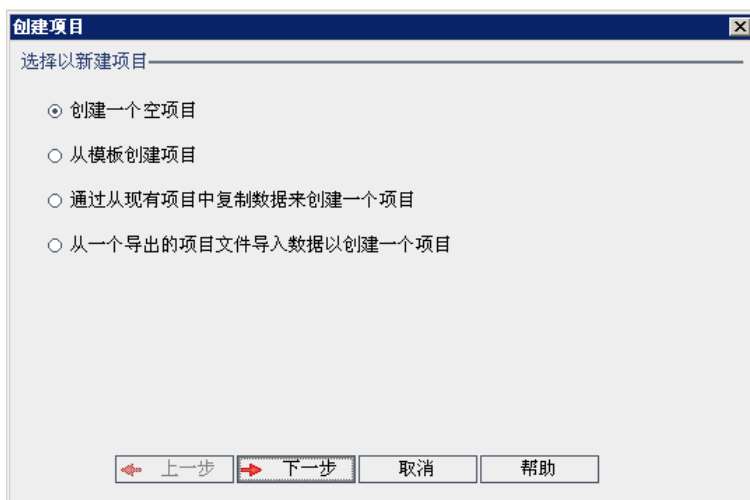 创建项目
选择以新建项目
创建一个空项目
从模板创建项目
通过从现有项目中复制数据来创建一个项目
从一个导出的项目文件导入数据以创建一个项目
上一步 下一步 取消 帮助